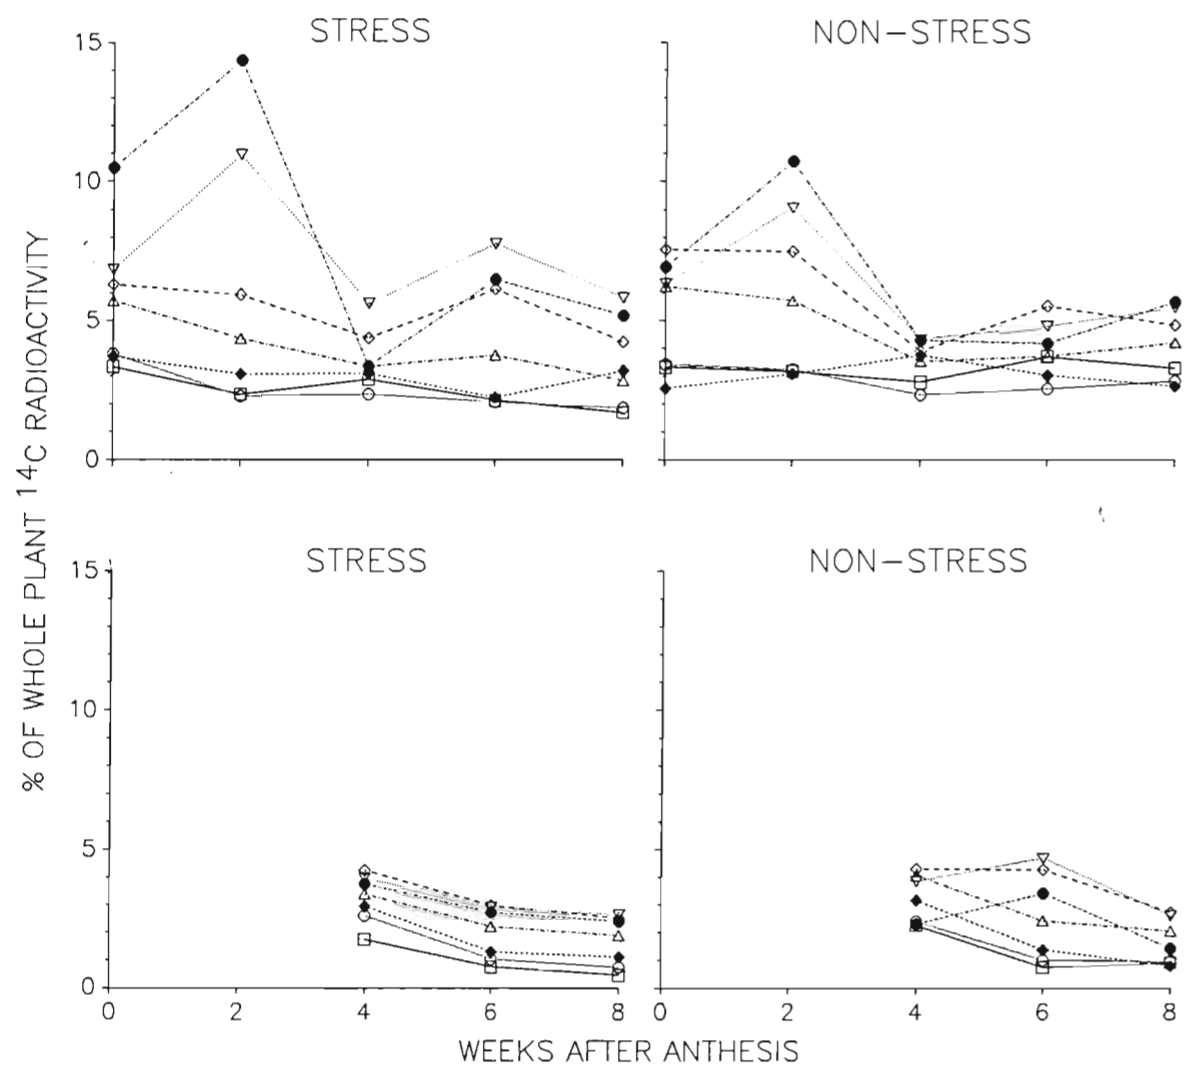 STRESS
NON-STRESS
15
10
5
0
% OF WHOLE PLANT 14C RADIOACTIVITY
STRESS
NON-STRESS
15
10
5
0
0 2 4 6 8 0 2 4 6 8
WEEKS AFTER ANTHESIS